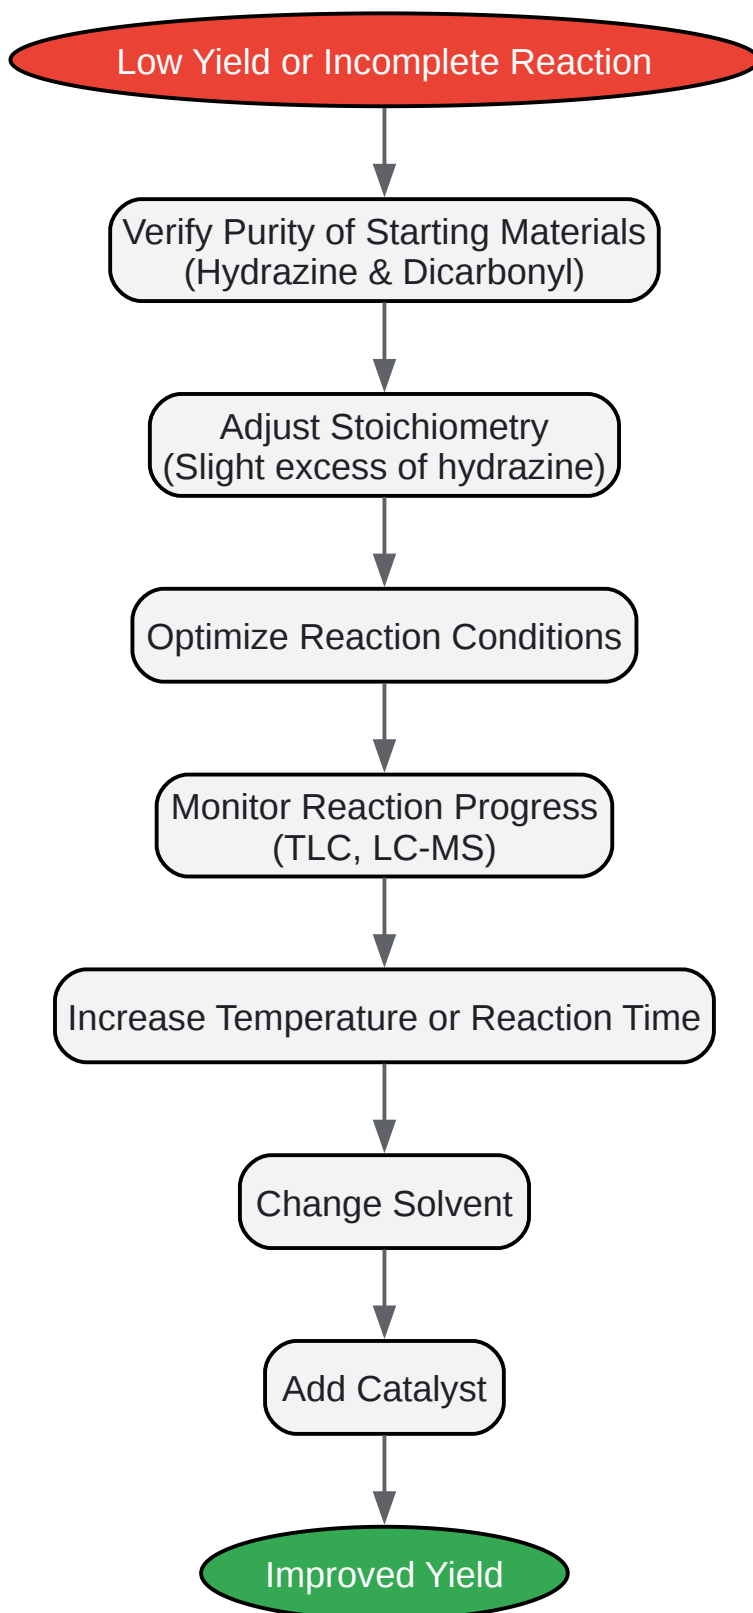 Low Yield or Incomplete Reaction
Verify Purity of Starting Materials
(Hydrazine & Dicarbonyl)
Adjust Stoichiometry
(Slight excess of hydrazine)
Optimize Reaction Conditions
Monitor Reaction Progress
(TLC, LC-MS)
Increase Temperature or Reaction Time
Change Solvent
Add Catalyst
Improved Yield